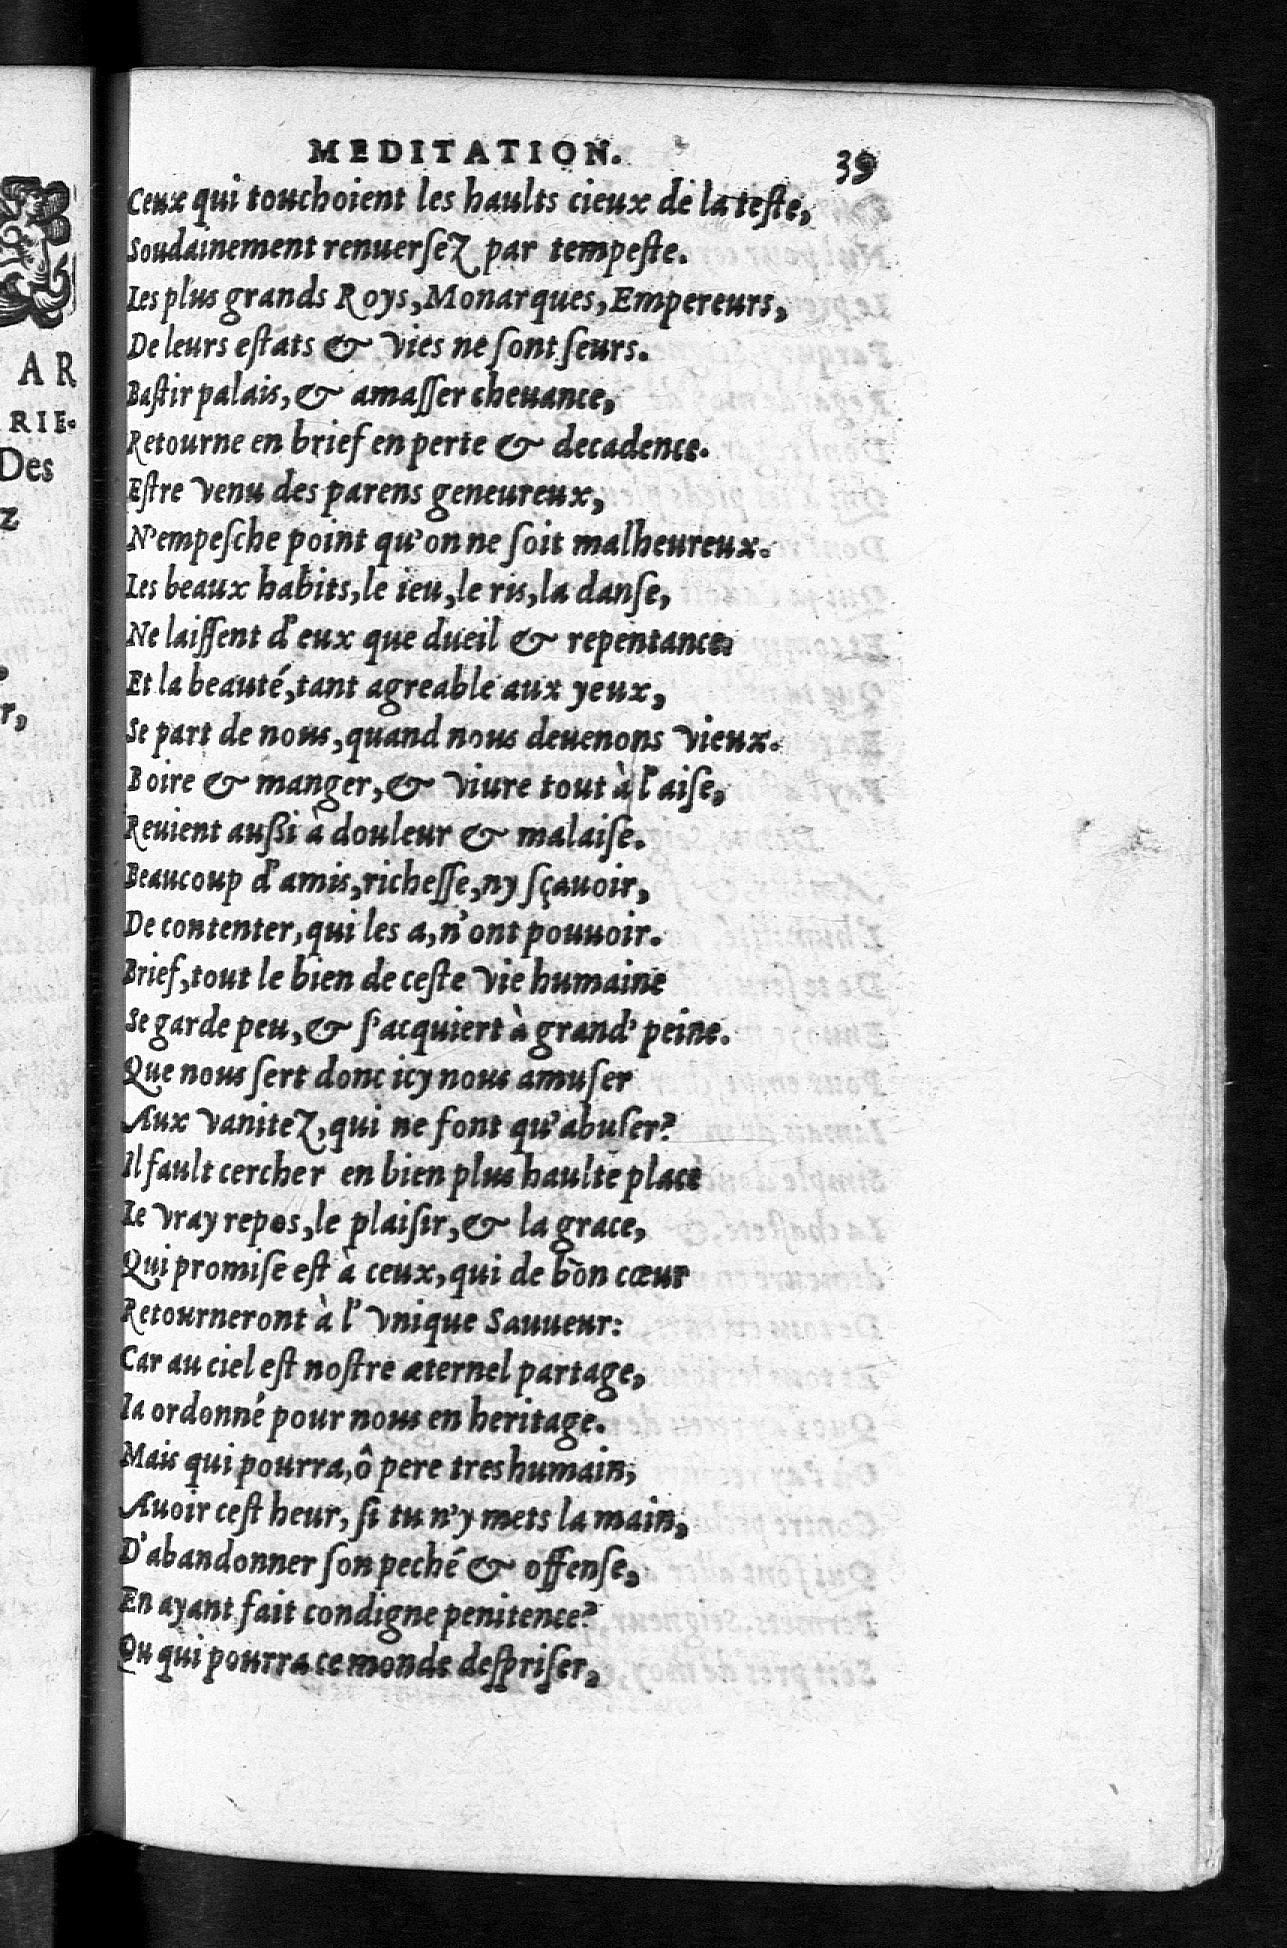 MEDITATION. 39
Ceux qui touchoient les haults cieux de la teſte,
Soudainement renuerſez par tempeſte.
Les plus grands Roys, Monarques, Empereurs,
De leurs eſtats & vies ne ſont ſeurs.
Baſtir palais, & amaſſer cheuance,
Retourne en brief en perte & decadence.
Eſtre venu des parens geneureux,
N'empeſche point qu'on ne ſoit malheureux.
Les beaux habits, le ieu, le ris, la danſe,
Ne laiſſent d'eux que dueil & repentance:
Et la beauté, tant agreable aux yeux,
Se part de nous, quand nous deuenons vieux.
Boire & manger, & viure tout à l'aiſe,
Reuient auſſi à douleur & malaiſe.
Beaucoup d'amis, richeſſe, ny ſçauoir,
De contenter, qui les a, n'ont pouuoir.
Brief, tout le bien de ceſte vie humaine
Se garde peu, & ſ'acquiert à grand' peine.
Que nous ſert donc icy nous amuſer
Aux vanitez, qui ne ſont qu'abuſer?
Il fault cercher en bien plus haulte place
Le vray repos, le plaiſir, & la grace,
Qui promiſe eſt à ceux, qui de bon cœur
Retourneront à l'vnique Sauueur:
Car au ciel eſt noſtre æternel partage,
Ia ordonné pour nous en heritage.
Mais qui pourra, ô pere treshumain,
Auoir ceſt heur, ſi tu n'y mets la main,
D'abandonner ſon peché & offenſe,
En ayant fait condigne penitence?
Ou qui pourra ce monde deſpriſer,
AR
RIE.
Des
z
r,